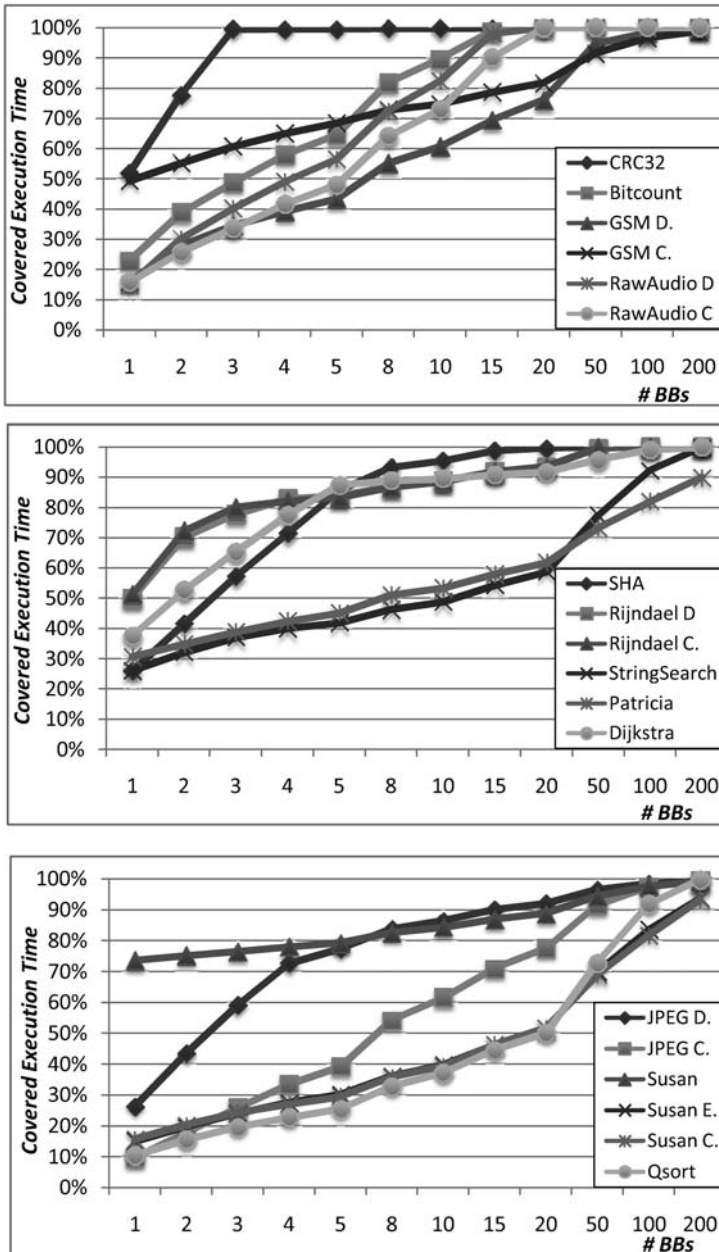 100%
90%
80%
70%
60%
50%
40%
30%
20%
10%
0%
Covered Execution Time
CRC32
Bitcount
GSM D.
GSM C.
RawAudio D
RawAudio C
1 2 3 4 5 8 10 15 20 50 100 200
# BBs
100%
90%
80%
70%
60%
50%
40%
30%
20%
10%
0%
Covered Execution Time
SHA
Rijndael D
Rijndael C.
StringSearch
Patricia
Dijkstra
1 2 3 4 5 8 10 15 20 50 100 200
# BBs
100%
90%
80%
70%
60%
50%
40%
30%
20%
10%
0%
Covered Execution Time
JPEG D.
JPEG C.
Susan
Susan E.
Susan C.
Qsort
1 2 3 4 5 8 10 15 20 50 100 200
# BBs